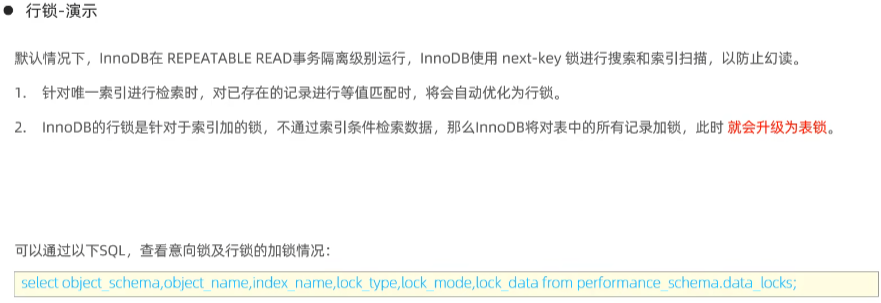 ● 行锁-演示
默认情况下，InnoDB在 REPEATABLE READ事务隔离级别运行，InnoDB使用 next-key 锁进行搜索和索引扫描，以防止幻读。
1. 针对唯一索引进行检索时，对已存在的记录进行等值匹配时，将会自动优化为行锁。
2. InnoDB的行锁是针对于索引加的锁，不通过索引条件检索数据，那么InnoDB将对表中的所有记录加锁，此时 就会升级为表锁。
可以通过以下SQL，查看意向锁及行锁的加锁情况：
select object_schema,object_name,index_name,lock_type,lock_mode,lock_data from performance_schema.data_locks;